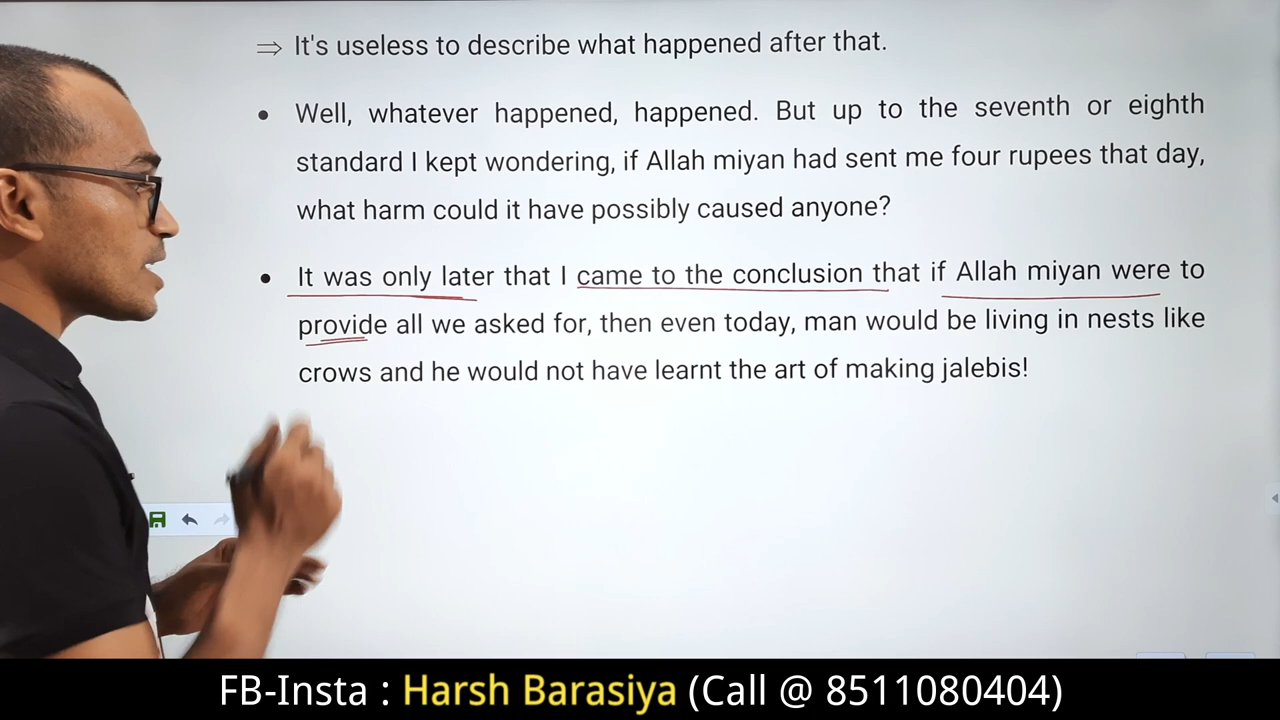 ⇒ It's useless to describe what happened after that.
• Well, whatever happened, happened. But up to the seventh or eighth
standard I kept wondering, if Allah miyan had sent me four rupees that day,
what harm could it have possibly caused anyone?
• It was only later that I came to the conclusion that if Allah miyan were to
provide all we asked for, then even today, man would be living in nests like
crows and he would not have learnt the art of making jalebis!
FB-Insta : Harsh Barasiya (Call @ 8511080404)